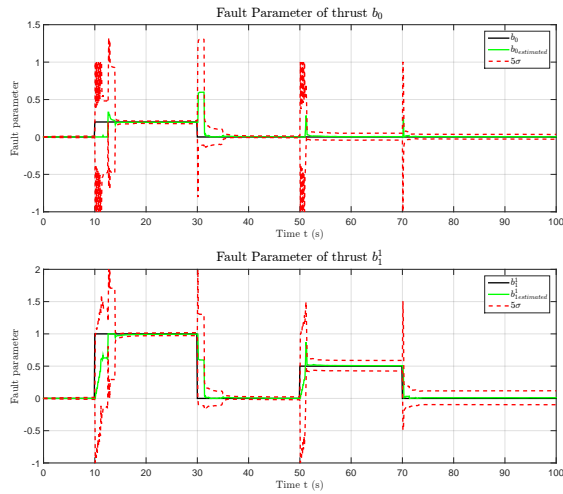 Fault Parameter of thrust b₀
1.5
1
0.5
0
-0.5
-1
Fault parameter
b₀
b₀estimated
5σ
0 10 20 30 40 50 60 70 80 90 100
Time t (s)
Fault Parameter of thrust b₁¹
2
1.5
1
0.5
0
-0.5
-1
Fault parameter
b₁¹
b₁¹estimated
5σ
0 10 20 30 40 50 60 70 80 90 100
Time t (s)